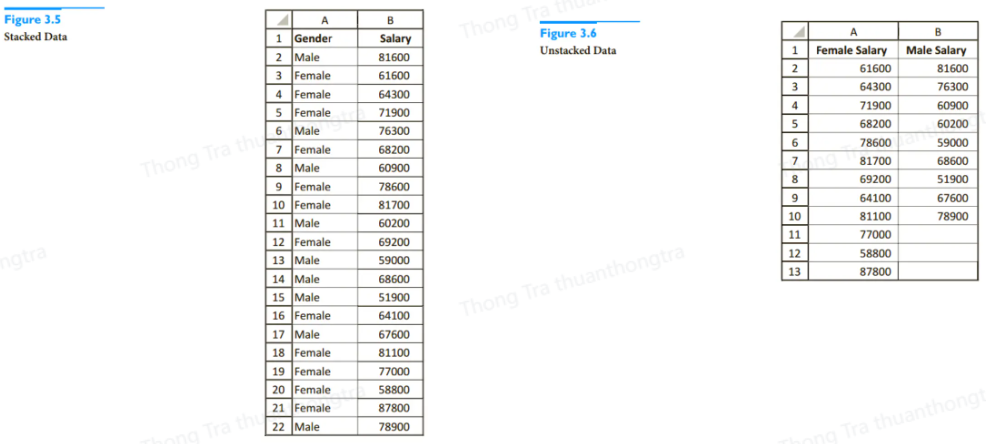 Figure 3.5
Stacked Data
A B
1 Gender Salary
2 Male 81600
3 Female 61600
4 Female 64300
5 Female 71900
6 Male 76300
7 Female 68200
8 Male 60900
9 Female 78600
10 Female 81700
11 Male 60200
12 Female 69200
13 Male 59000
14 Male 68600
15 Male 51900
16 Female 64100
17 Male 67600
18 Female 81100
19 Female 77000
20 Female 58800
21 Female 87800
22 Male 78900
Figure 3.6
Unstacked Data
A B
1 Female Salary Male Salary
2 61600 81600
3 64300 76300
4 71900 60900
5 68200 60200
6 78600 59000
7 81700 68600
8 69200 51900
9 64100 67600
10 81100 78900
11 77000
12 58800
13 87800
Thong Tra thuanthongtra